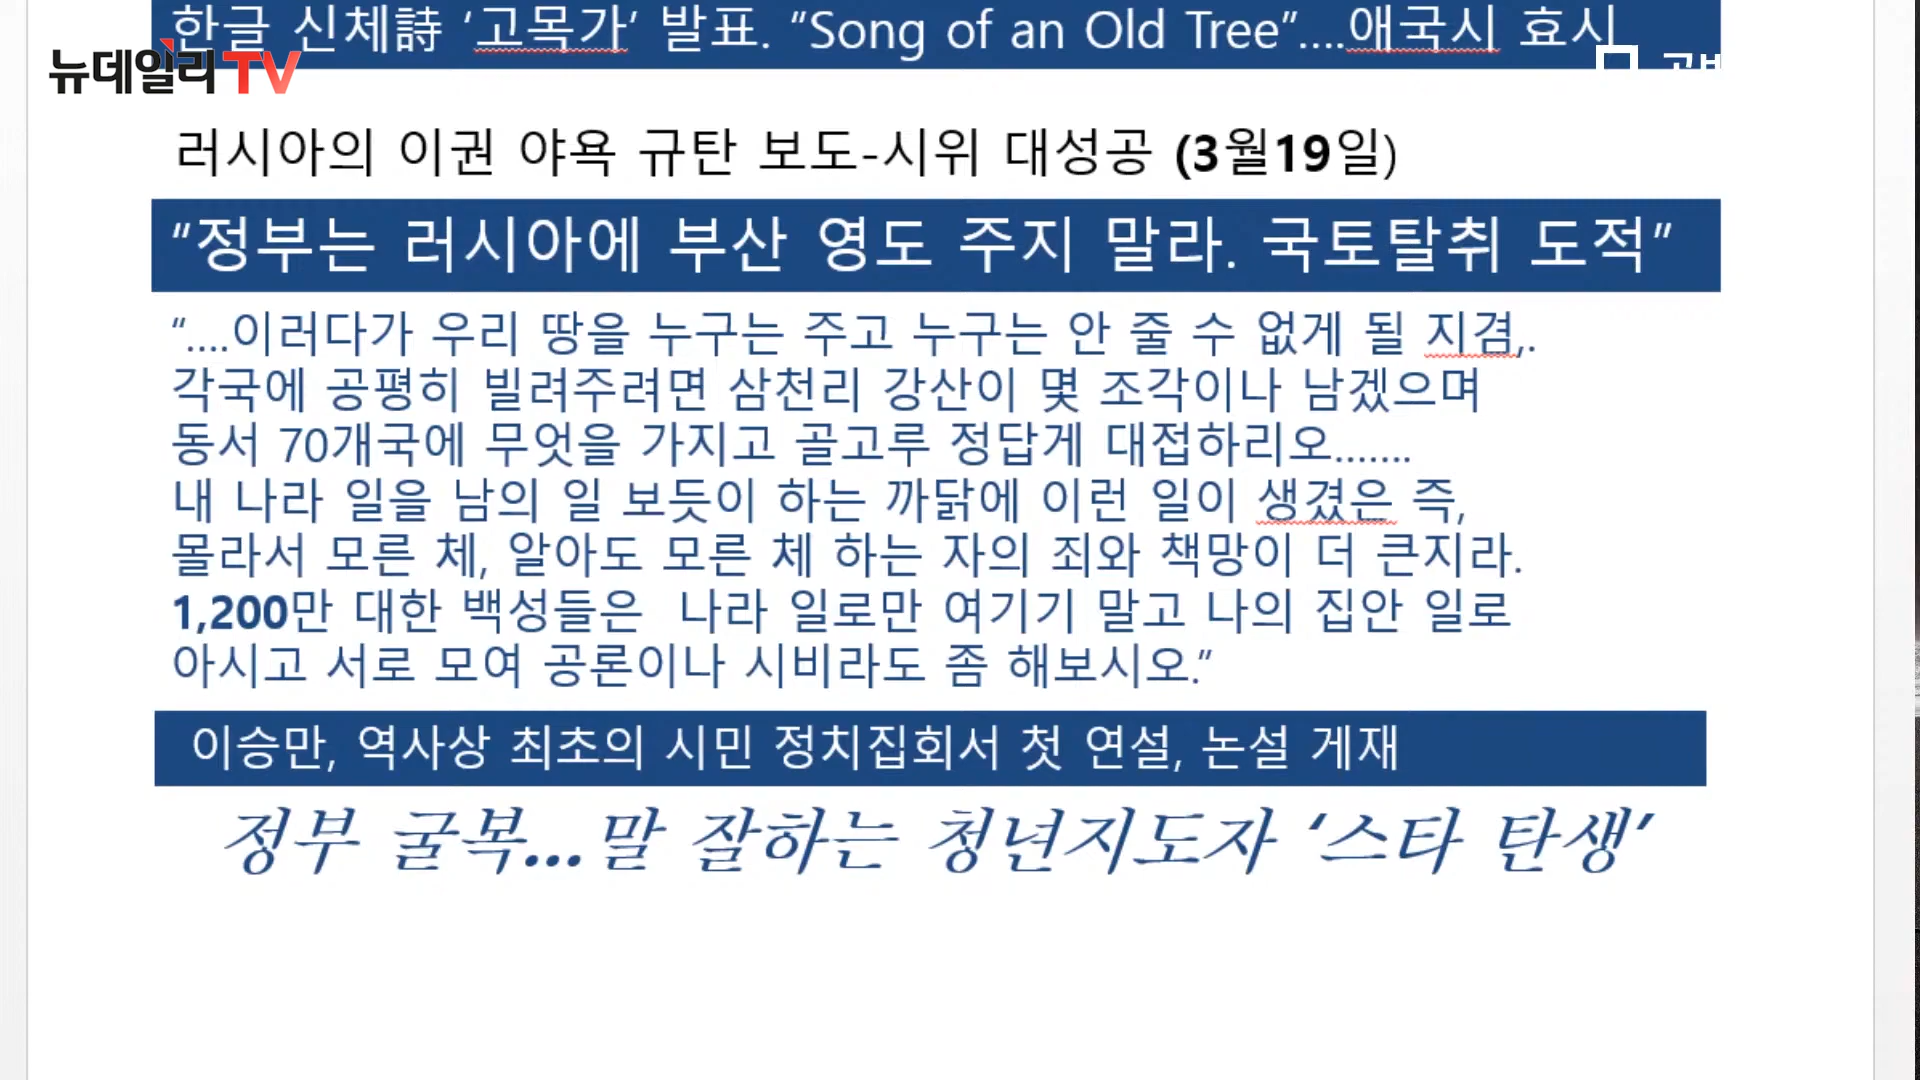 한글 신체詩 ‘고목가’ 발표. “Song of an Old Tree”....애국시 효시
뉴데일리TV
러시아의 이권 야욕 규탄 보도-시위 대성공 (3월19일)
“정부는 러시아에 부산 영도 주지 말라. 국토탈취 도적”
“....이러다가 우리 땅을 누구는 주고 누구는 안 줄 수 없게 될 지겸,.
각국에 공평히 빌려주려면 삼천리 강산이 몇 조각이나 남겠으며
동서 70개국에 무엇을 가지고 골고루 정답게 대접하리오.......
내 나라 일을 남의 일 보듯이 하는 까닭에 이런 일이 생겼은 즉,
몰라서 모른 체, 알아도 모른 체 하는 자의 죄와 책망이 더 큰지라.
1,200만 대한 백성들은 나라 일로만 여기기 말고 나의 집안 일로
아시고 서로 모여 공론이나 시비라도 좀 해보시오.”
이승만, 역사상 최초의 시민 정치집회서 첫 연설, 논설 게재
정부 굴복...말 잘하는 청년지도자 ‘스타 탄생’